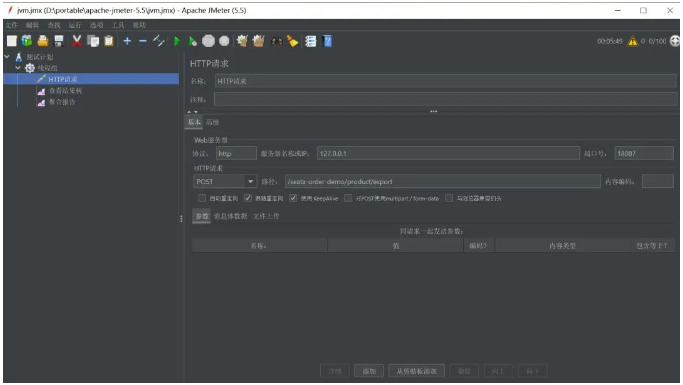 jvm.jmx (D:\portable\apache-jmeter-5.5\jvm.jmx) - Apache JMeter (5.5)
文件 编辑 查找 运行 选项 工具 帮助
00:05:49 0 0/100
测试计划
线程组
HTTP请求
查看结果树
聚合报告
HTTP请求
名称: HTTP请求
注释:
基本 高级
Web服务器
协议: http 服务器名称或IP: 127.0.0.1 端口号: 18087
HTTP请求
POST 路径: /seata-order-demo/product/export 内容编码:
自动重定向 跟随重定向 使用 KeepAlive 对POST使用multipart / form-data 与浏览器兼容的头
参数 消息体数据 文件上传
同请求一起发送参数:
名称: 值 编码? 内容类型 包含等于?
详细 添加 从剪贴板添加 删除 向上 向下